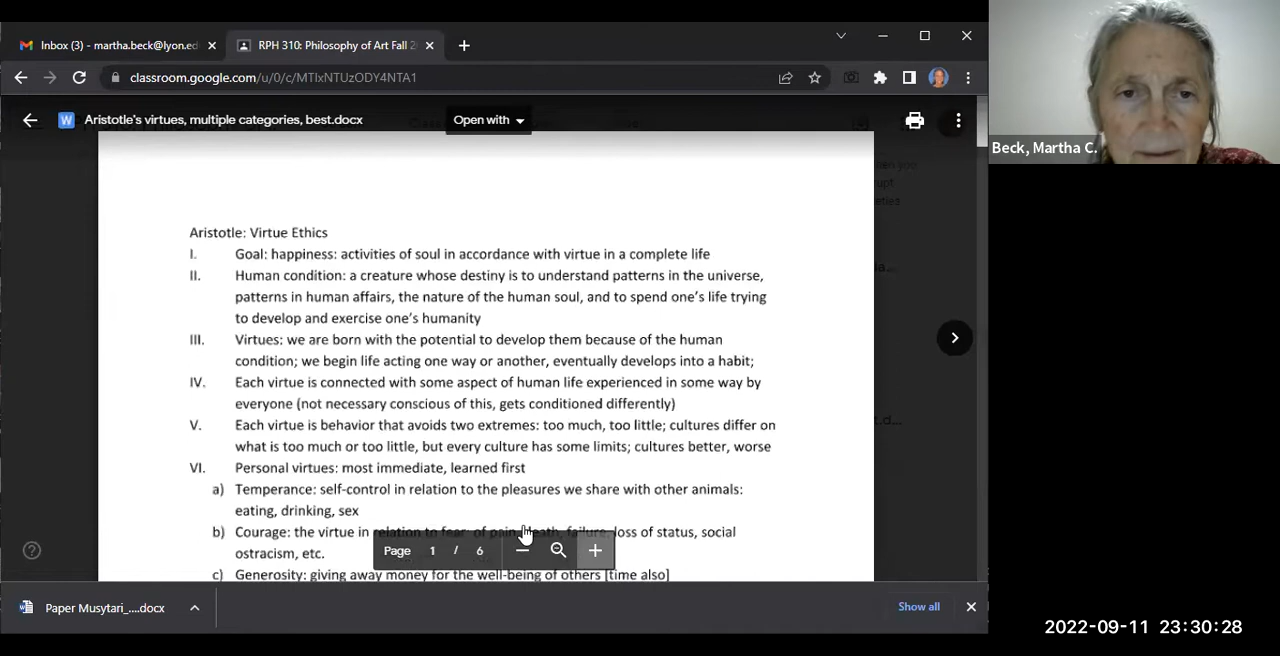 Inbox (3) - martha.beck@lyon.ed
RPH 310: Philosophy of Art Fall 2
classroom.google.com/u/0/c/MTIxNTUzODY4NTA1
Aristotle's virtues, multiple categories, best.docx
Open with
Beck, Martha C.
Aristotle: Virtue Ethics
I. Goal: happiness: activities of soul in accordance with virtue in a complete life
II. Human condition: a creature whose destiny is to understand patterns in the universe,
patterns in human affairs, the nature of the human soul, and to spend one's life trying
to develop and exercise one's humanity
III. Virtues: we are born with the potential to develop them because of the human
condition; we begin life acting one way or another, eventually develops into a habit;
IV. Each virtue is connected with some aspect of human life experienced in some way by
everyone (not necessary conscious of this, gets conditioned differently)
V. Each virtue is behavior that avoids two extremes: too much, too little; cultures differ on
what is too much or too little, but every culture has some limits; cultures better, worse
VI. Personal virtues: most immediate, learned first
a) Temperance: self-control in relation to the pleasures we share with other animals:
eating, drinking, sex
b) Courage: the virtue in relation to fear: of pain, death, failure, loss of status, social
ostracism, etc.
Page 1 / 6
c) Generosity: giving away money for the well-being of others [time also]
Paper Musytari_....docx
Show all
2022-09-11 23:30:28